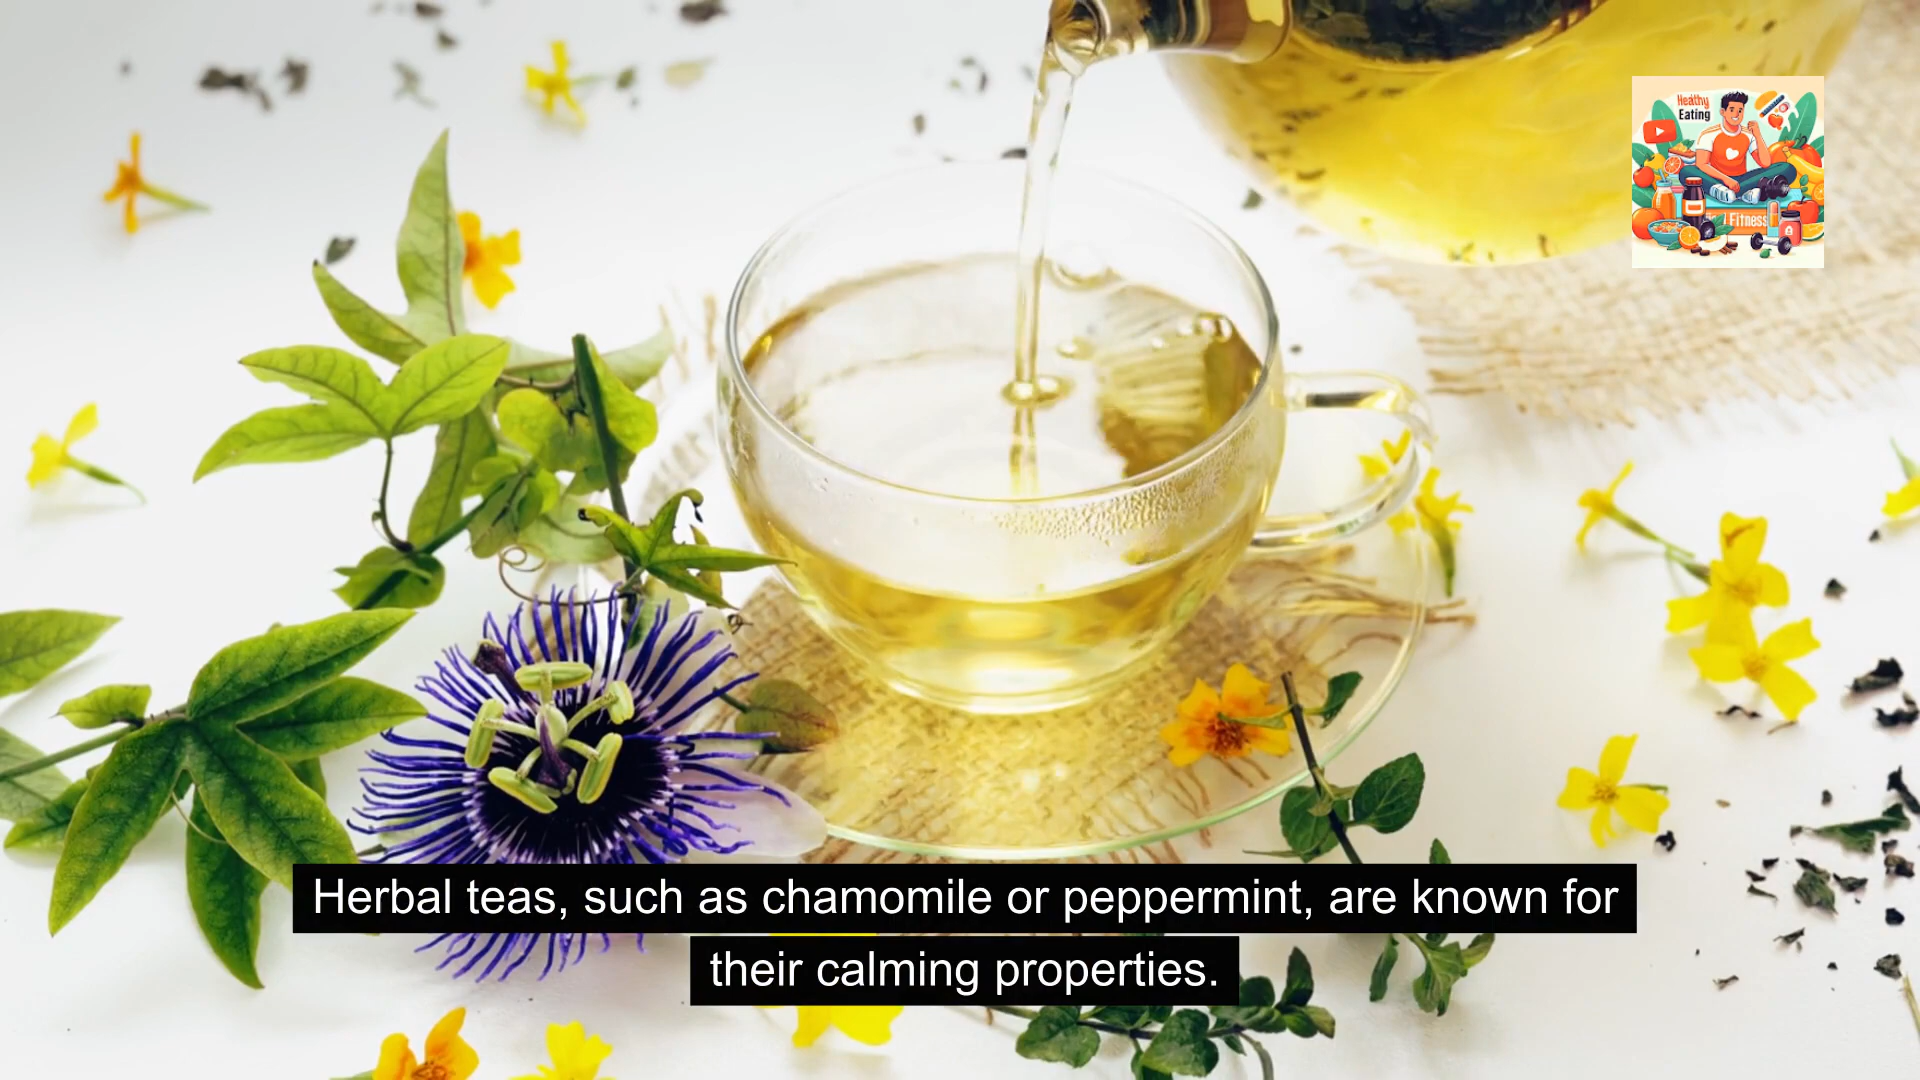 Healthy
Eating
Fitness
Herbal teas, such as chamomile or peppermint, are known for
their calming properties.